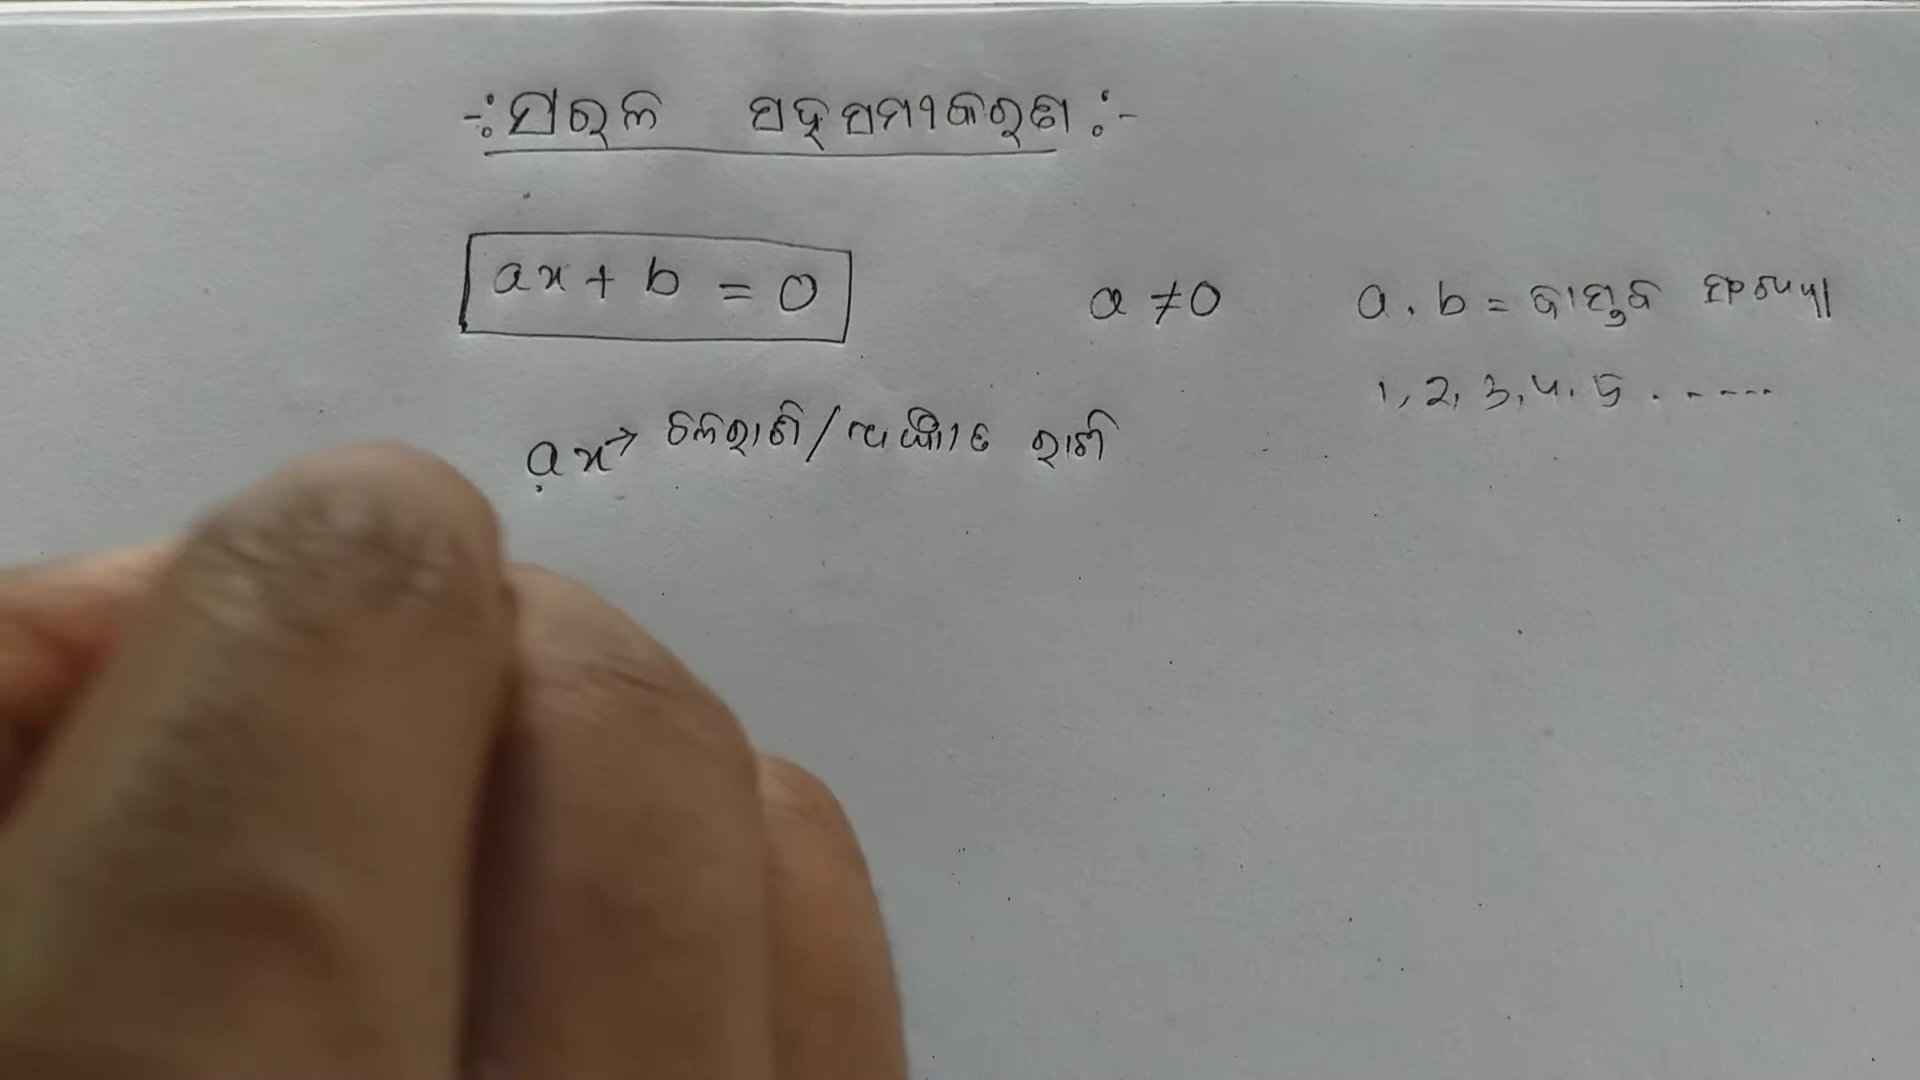 -: ସରଳ ସହସମୀକରଣ :-
ax + b = 0 a ≠ 0 a, b = ବାସ୍ତବ ସଂଖ୍ୟା
1, 2, 3, 4, 5 . -----
ax → ଚଳରାଶି / ଅଜ୍ଞାତ ରାଶି